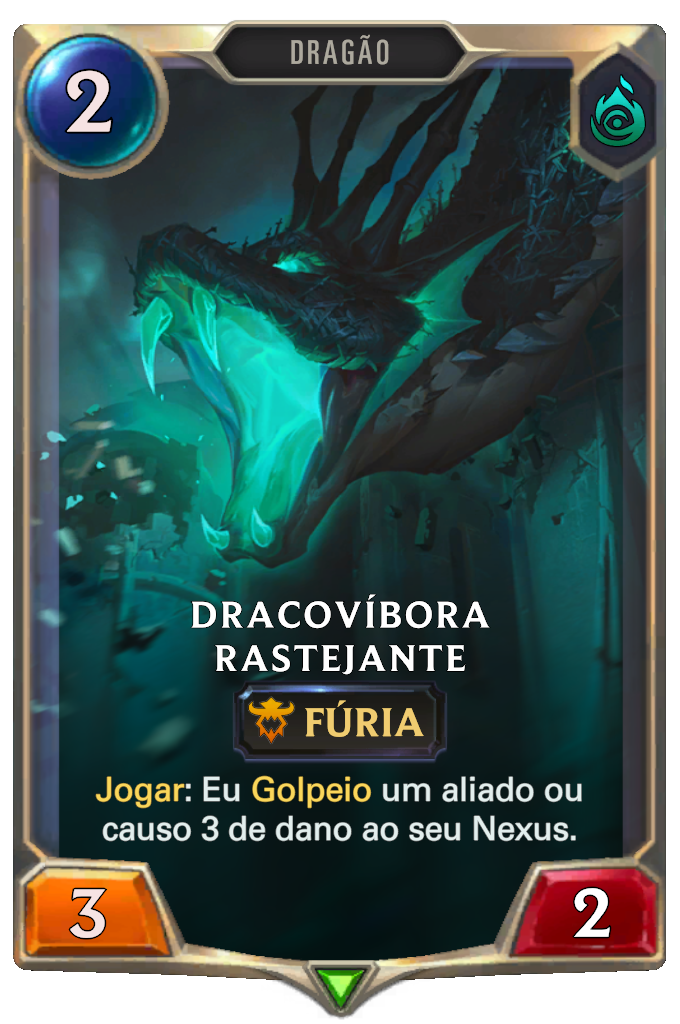 DRAGÃO
2
DRACOVÍBORA
RASTEJANTE
FÚRIA
Jogar: Eu Golpeio um aliado ou
causo 3 de dano ao seu Nexus.
3
2